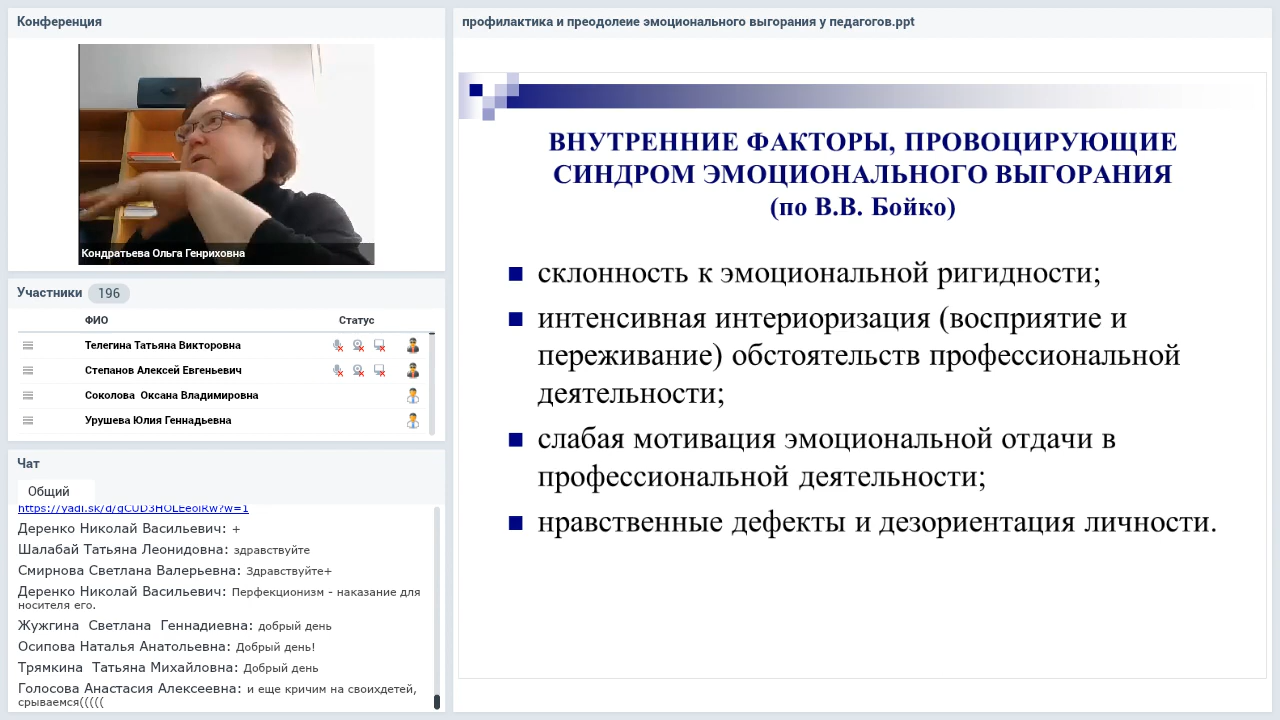 Конференция
Кондратьева Ольга Генриховна
Участники 196
ФИО Статус
Телегина Татьяна Викторовна
Степанов Алексей Евгеньевич
Соколова Оксана Владимировна
Урушева Юлия Геннадьевна
Чат
Общий
Деренко Николай Васильевич: +
Шалабай Татьяна Леонидовна: здравствуйте
Смирнова Светлана Валерьевна: Здравствуйте+
Деренко Николай Васильевич: Перфекционизм - наказание для
носителя его.
Жужгина Светлана Геннадиевна: добрый день
Осипова Наталья Анатольевна: Добрый день!
Трямкина Татьяна Михайловна: Добрый день
Голосова Анастасия Алексеевна: и еще кричим на своихдетей,
срываемся(((((
профилактика и преодолеие эмоционального выгорания у педагогов.ppt
ВНУТРЕННИЕ ФАКТОРЫ, ПРОВОЦИРУЮЩИЕ
СИНДРОМ ЭМОЦИОНАЛЬНОГО ВЫГОРАНИЯ
(по В.В. Бойко)
склонность к эмоциональной ригидности;
интенсивная интериоризация (восприятие и
переживание) обстоятельств профессиональной
деятельности;
слабая мотивация эмоциональной отдачи в
профессиональной деятельности;
нравственные дефекты и дезориентация личности.